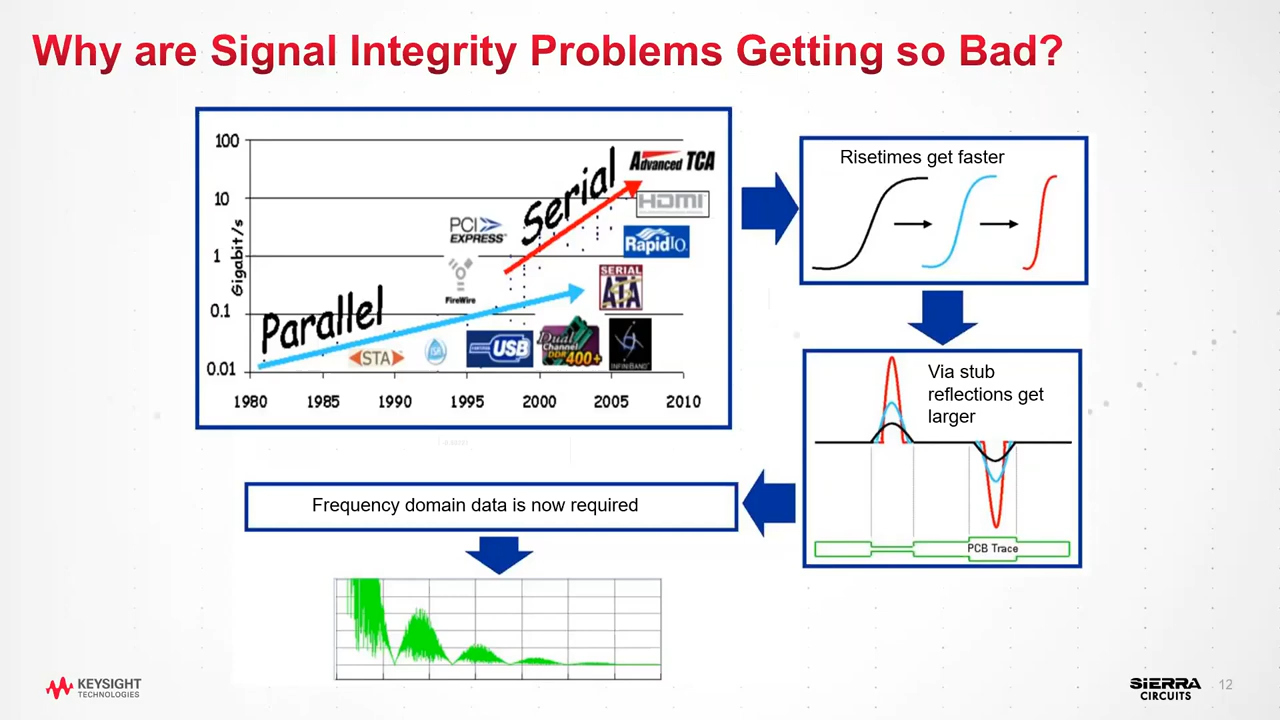 Why are Signal Integrity Problems Getting so Bad?
100
10
1
0.1
0.01
Gigabit/s
Parallel
Serial
Advanced TCA
HDMI
PCI
EXPRESS
RapidIO
FireWire
SERIAL
ATA
STA
ISA
USB
Dual
Channel
DDR
400+
INFINIBAND
1980 1985 1990 1995 2000 2005 2010
Risetimes get faster
Via stub
reflections get
larger
PCB Trace
Frequency domain data is now required
KEYSIGHT
TECHNOLOGIES
SIERRA
CIRCUITS
12